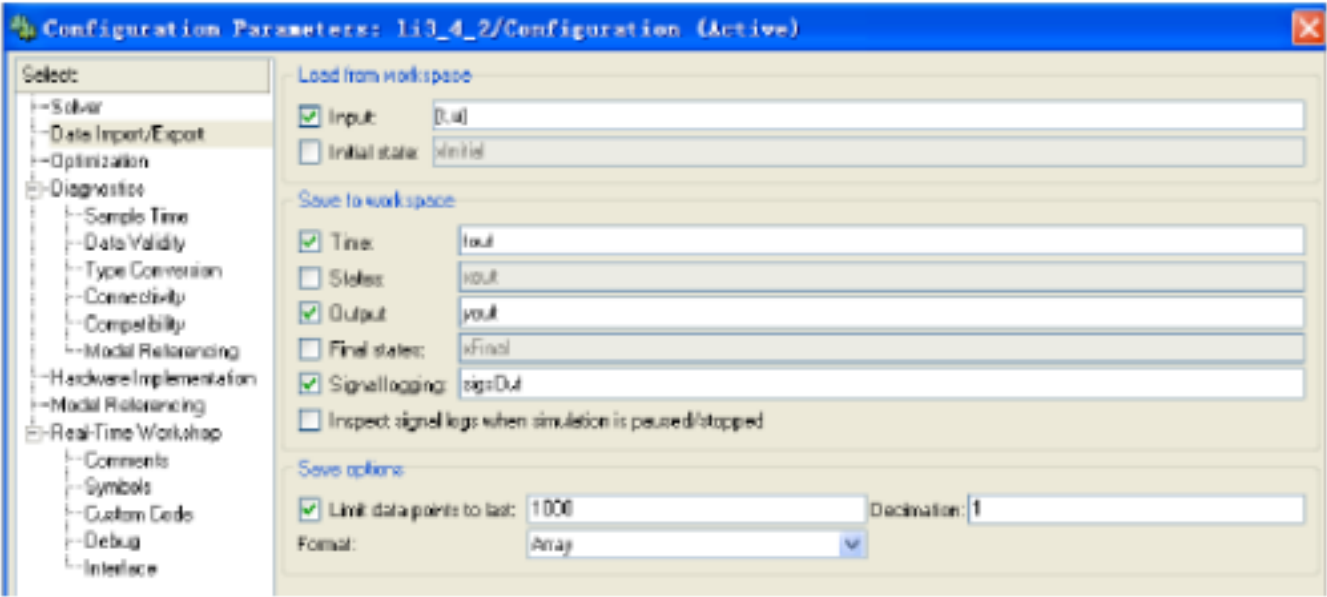 Configuration Parameters: li3_4_2/Configuration (Active)
Select:
Solver
Data Import/Export
Optimization
Diagnostics
Sample Time
Data Validity
Type Conversion
Connectivity
Compatibility
Model Referencing
Hardware Implementation
Model Referencing
Real-Time Workshop
Comments
Symbols
Custom Code
Debug
Interface
Load from workspace
Input: [t,u]
Initial state: xInitial
Save to workspace
Time: tout
States: xout
Output: yout
Final states: xFinal
Signal logging: sigsOut
Inspect signal logs when simulation is paused/stopped
Save options
Limit data points to last: 1000 Decimation: 1
Format: Array